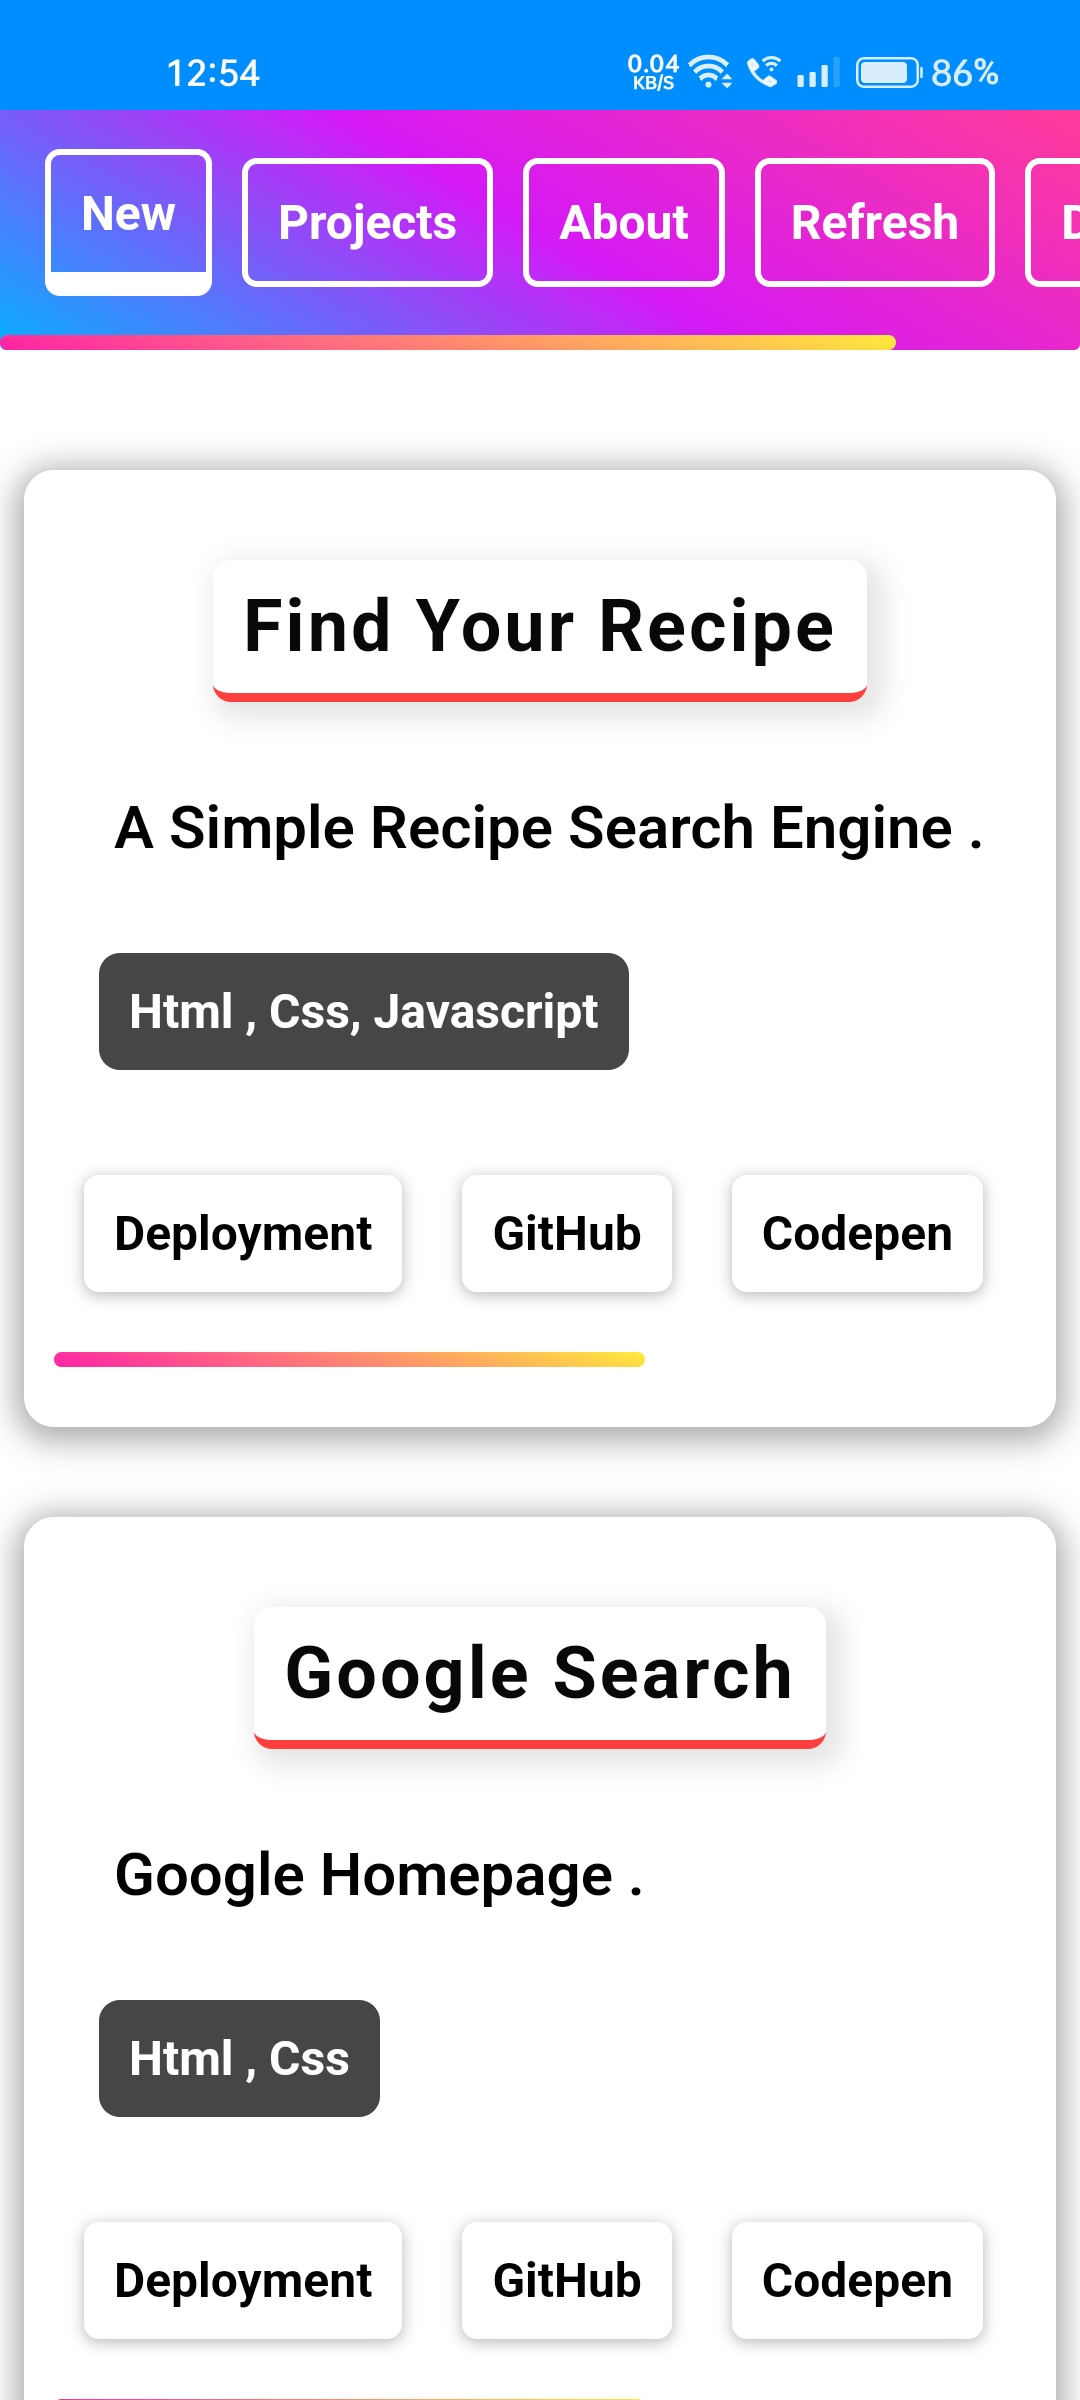 12:54 0.04 KB/S 86%
New Projects About Refresh
Find Your Recipe
A Simple Recipe Search Engine .
Html , Css, Javascript
Deployment GitHub Codepen
Google Search
Google Homepage .
Html , Css
Deployment GitHub Codepen